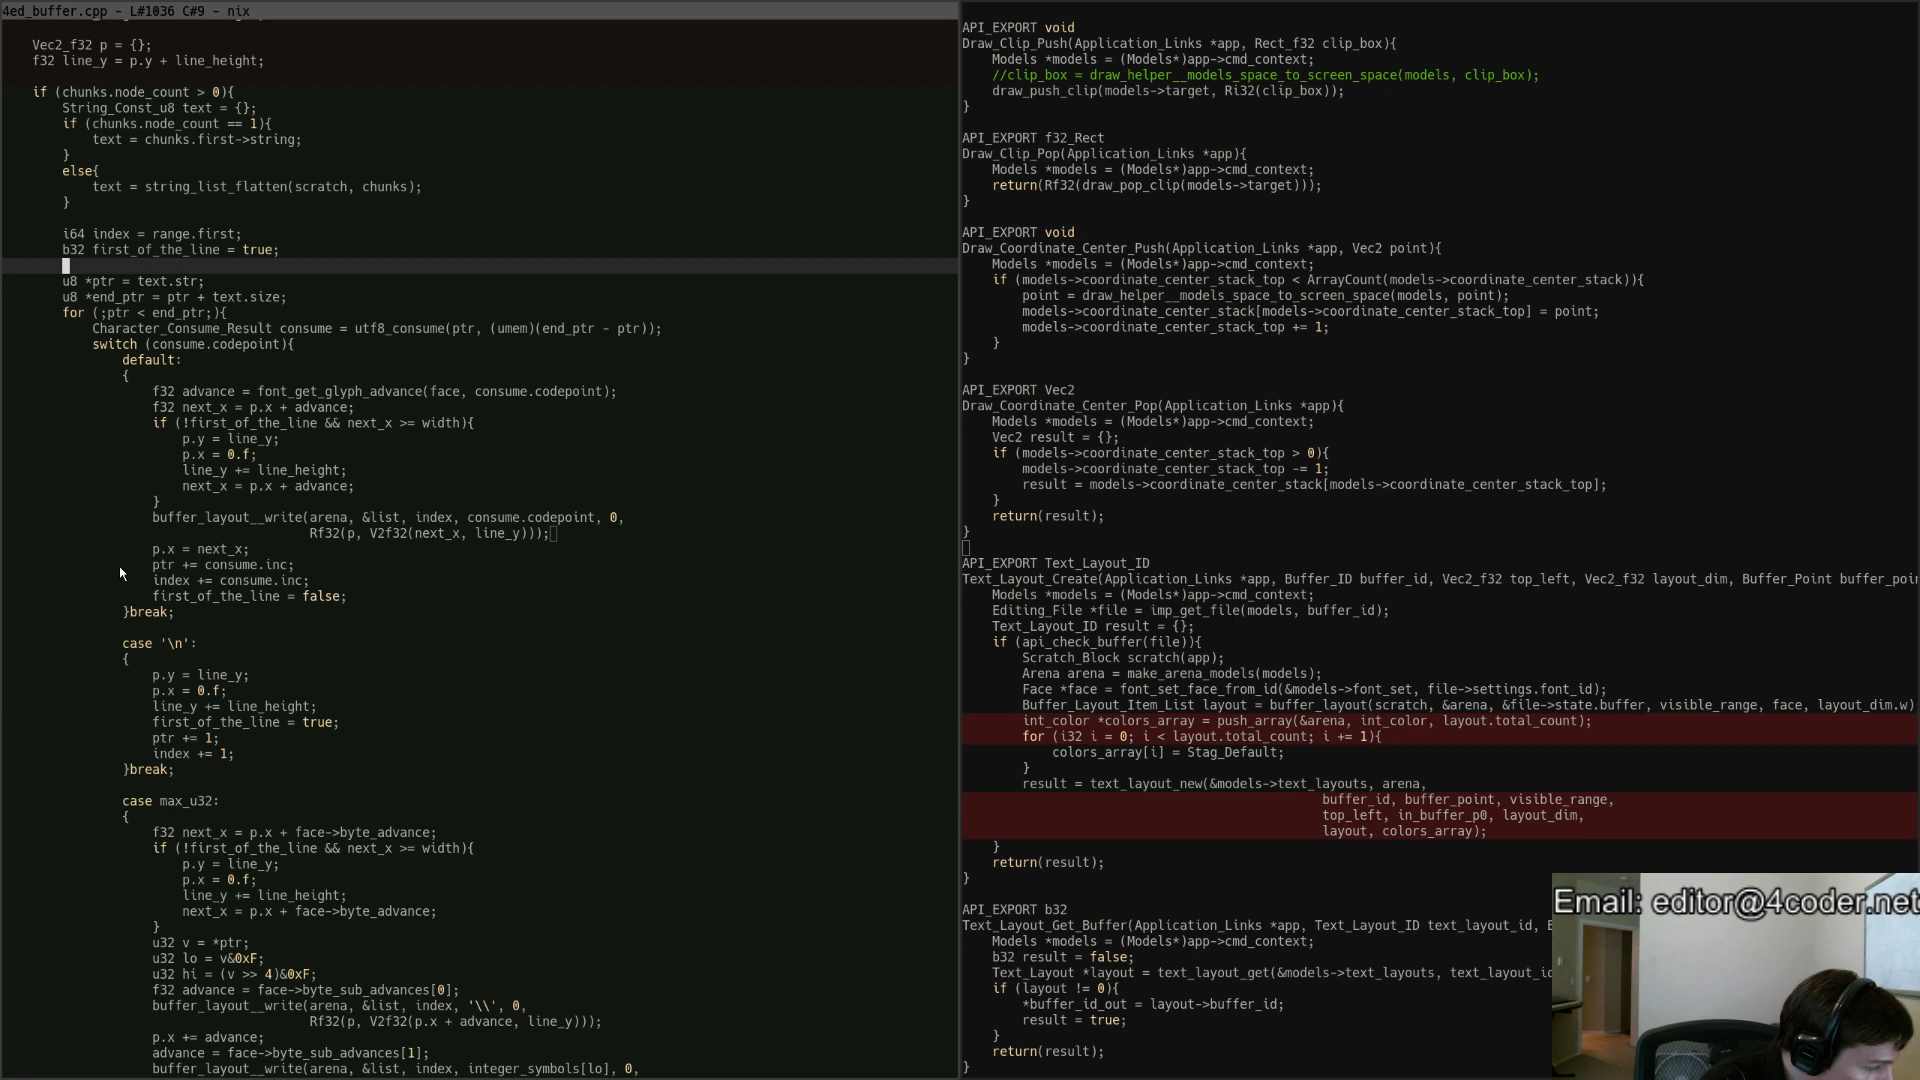 4ed_buffer.cpp - L#1036 C#9 - nix
Vec2_f32 p = {};
f32 line_y = p.y + line_height;
if (chunks.node_count > 0){
String_Const_u8 text = {};
if (chunks.node_count == 1){
text = chunks.first->string;
}
else{
text = string_list_flatten(scratch, chunks);
}
i64 index = range.first;
b32 first_of_the_line = true;
u8 *ptr = text.str;
u8 *end_ptr = ptr + text.size;
for (;ptr < end_ptr;){
Character_Consume_Result consume = utf8_consume(ptr, (umem)(end_ptr - ptr));
switch (consume.codepoint){
default:
{
f32 advance = font_get_glyph_advance(face, consume.codepoint);
f32 next_x = p.x + advance;
if (!first_of_the_line && next_x >= width){
p.y = line_y;
p.x = 0.f;
line_y += line_height;
next_x = p.x + advance;
}
buffer_layout__write(arena, &list, index, consume.codepoint, 0,
Rf32(p, V2f32(next_x, line_y)));
p.x = next_x;
ptr += consume.inc;
index += consume.inc;
first_of_the_line = false;
}break;
case '\n':
{
p.y = line_y;
p.x = 0.f;
line_y += line_height;
first_of_the_line = true;
ptr += 1;
index += 1;
}break;
case max_u32:
{
f32 next_x = p.x + face->byte_advance;
if (!first_of_the_line && next_x >= width){
p.y = line_y;
p.x = 0.f;
line_y += line_height;
next_x = p.x + face->byte_advance;
}
u32 v = *ptr;
u32 lo = v&0xF;
u32 hi = (v >> 4)&0xF;
f32 advance = face->byte_sub_advances[0];
buffer_layout__write(arena, &list, index, '\\', 0,
Rf32(p, V2f32(p.x + advance, line_y)));
p.x += advance;
advance = face->byte_sub_advances[1];
buffer_layout__write(arena, &list, index, integer_symbols[lo], 0,
API_EXPORT void
Draw_Clip_Push(Application_Links *app, Rect_f32 clip_box){
Models *models = (Models*)app->cmd_context;
//clip_box = draw_helper__models_space_to_screen_space(models, clip_box);
draw_push_clip(models->target, Ri32(clip_box));
}
API_EXPORT f32_Rect
Draw_Clip_Pop(Application_Links *app){
Models *models = (Models*)app->cmd_context;
return(Rf32(draw_pop_clip(models->target)));
}
API_EXPORT void
Draw_Coordinate_Center_Push(Application_Links *app, Vec2 point){
Models *models = (Models*)app->cmd_context;
if (models->coordinate_center_stack_top < ArrayCount(models->coordinate_center_stack)){
point = draw_helper__models_space_to_screen_space(models, point);
models->coordinate_center_stack[models->coordinate_center_stack_top] = point;
models->coordinate_center_stack_top += 1;
}
}
API_EXPORT Vec2
Draw_Coordinate_Center_Pop(Application_Links *app){
Models *models = (Models*)app->cmd_context;
Vec2 result = {};
if (models->coordinate_center_stack_top > 0){
models->coordinate_center_stack_top -= 1;
result = models->coordinate_center_stack[models->coordinate_center_stack_top];
}
return(result);
}
API_EXPORT Text_Layout_ID
Text_Layout_Create(Application_Links *app, Buffer_ID buffer_id, Vec2_f32 top_left, Vec2_f32 layout_dim, Buffer_Point buffer_poin
Models *models = (Models*)app->cmd_context;
Editing_File *file = imp_get_file(models, buffer_id);
Text_Layout_ID result = {};
if (api_check_buffer(file)){
Scratch_Block scratch(app);
Arena arena = make_arena_models(models);
Face *face = font_set_face_from_id(&models->font_set, file->settings.font_id);
Buffer_Layout_Item_List layout = buffer_layout(scratch, &arena, &file->state.buffer, visible_range, face, layout_dim.w)
int_color *colors_array = push_array(&arena, int_color, layout.total_count);
for (i32 i = 0; i < layout.total_count; i += 1){
colors_array[i] = Stag_Default;
}
result = text_layout_new(&models->text_layouts, arena,
buffer_id, buffer_point, visible_range,
top_left, in_buffer_p0, layout_dim,
layout, colors_array);
}
return(result);
}
API_EXPORT b32
Text_Layout_Get_Buffer(Application_Links *app, Text_Layout_ID text_layout_id, B
Models *models = (Models*)app->cmd_context;
b32 result = false;
Text_Layout *layout = text_layout_get(&models->text_layouts, text_layout_id
if (layout != 0){
*buffer_id_out = layout->buffer_id;
result = true;
}
return(result);
}
Email: editor@4coder.net